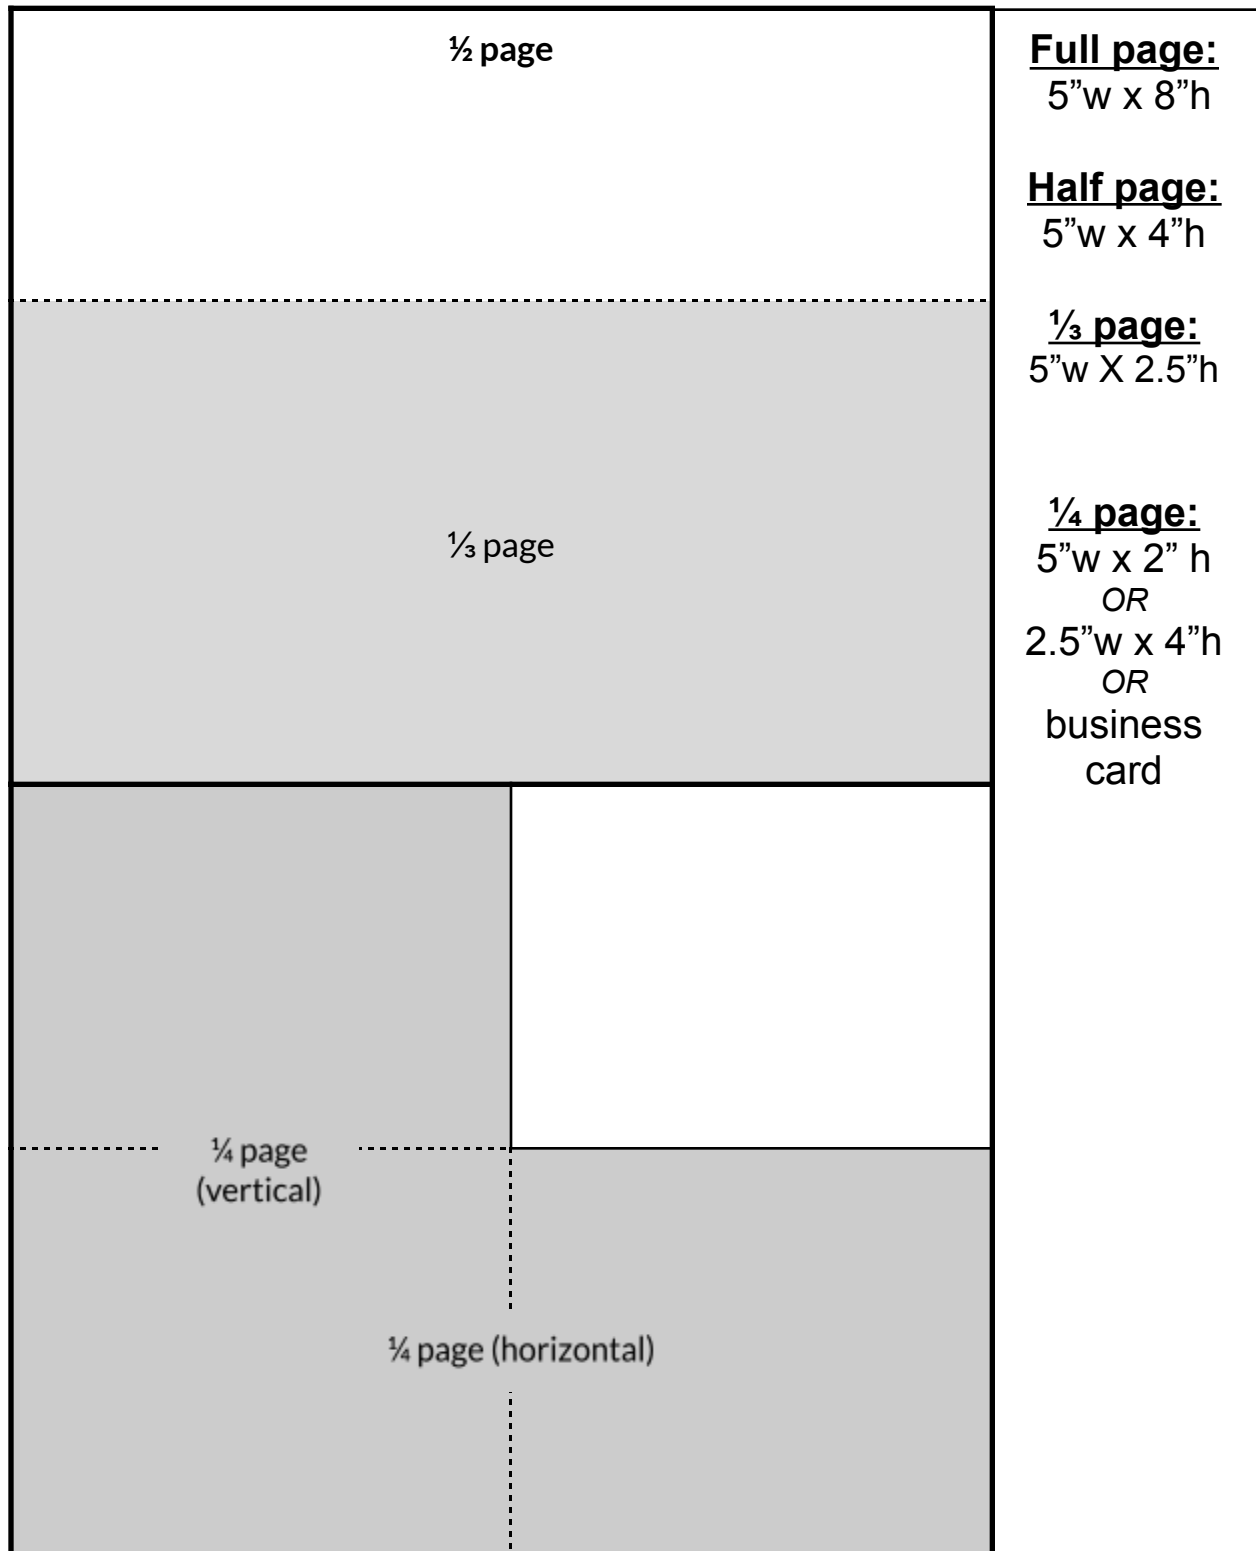 ½ page
⅓ page
¼ page
(vertical)
¼ page (horizontal)
Full page:
5”w x 8”h
Half page:
5”w x 4”h
⅓ page:
5”w X 2.5”h
¼ page:
5”w x 2” h
OR
2.5”w x 4”h
OR
business
card